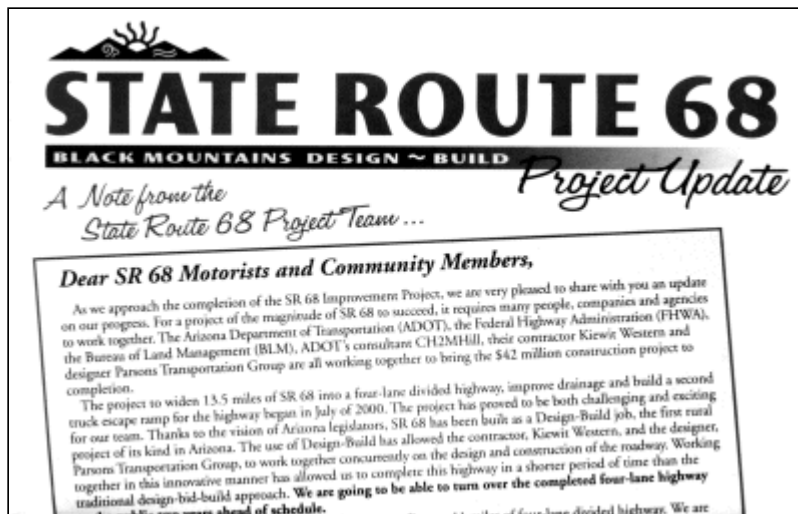 STATE ROUTE 68
BLACK MOUNTAINS DESIGN ~ BUILD
Project Update
A Note from the
State Route 68 Project Team ...
Dear SR 68 Motorists and Community Members,
As we approach the completion of the SR 68 Improvement Project, we are very pleased to share with you an update
on our progress. For a project of the magnitude of SR 68 to succeed, it requires many people, companies and agencies
to work together. The Arizona Department of Transportation (ADOT), the Federal Highway Administration (FHWA),
the Bureau of Land Management (BLM), ADOT's consultant CH2MHill, their contractor Kiewit Western and
designer Parsons Transportation Group are all working together to bring the $42 million construction project to
completion.
The project to widen 13.5 miles of SR 68 into a four-lane divided highway, improve drainage and build a second
truck escape ramp for the highway began in July of 2000. The project has proved to be both challenging and exciting
for our team. Thanks to the vision of Arizona legislators, SR 68 has been built as a Design-Build job, the first rural
project of its kind in Arizona. The use of Design-Build has allowed the contractor, Kiewit Western, and the designer,
Parsons Transportation Group, to work together concurrently on the design and construction of the roadway. Working
together in this innovative manner has allowed us to complete this highway in a shorter period of time than the
traditional design-bid-build approach. We are going to be able to turn over the completed four-lane highway
years ahead of schedule.
miles of four-lane divided highway. We are